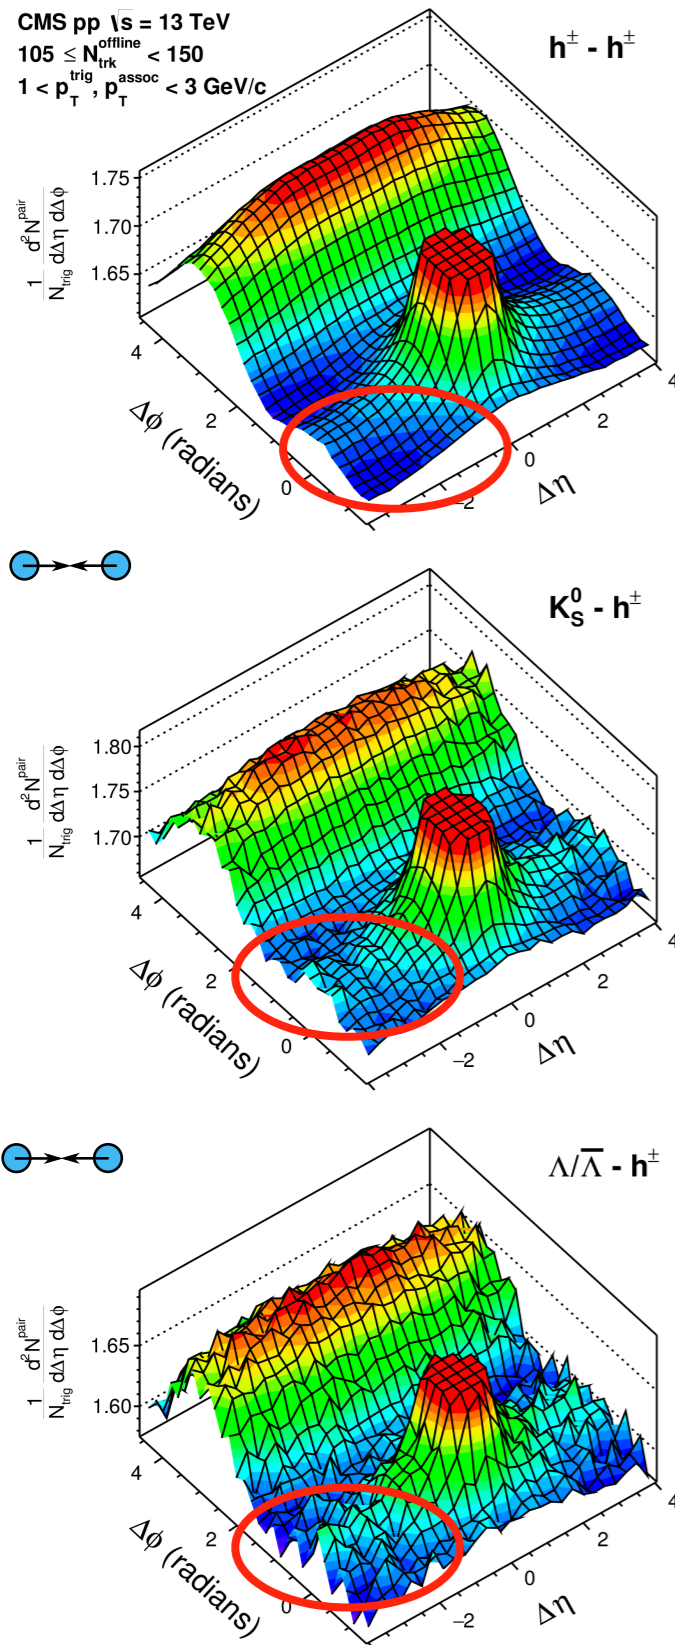 CMS pp √s = 13 TeV
105 ≤ N_trk^offline < 150
1 < p_T^trig, p_T^assoc < 3 GeV/c
h± - h±
1.75
1.70
1.65
1/N_trig d²N^pair/dΔη dΔϕ
4
2
0
Δϕ (radians)
−2
0
2
4
Δη
K_S^0 - h±
1.80
1.75
1.70
1/N_trig d²N^pair/dΔη dΔϕ
4
2
0
Δϕ (radians)
−2
0
2
4
Δη
Λ/Λ̅ - h±
1.65
1.60
1/N_trig d²N^pair/dΔη dΔϕ
4
2
0
Δϕ (radians)
−2
0
2
4
Δη